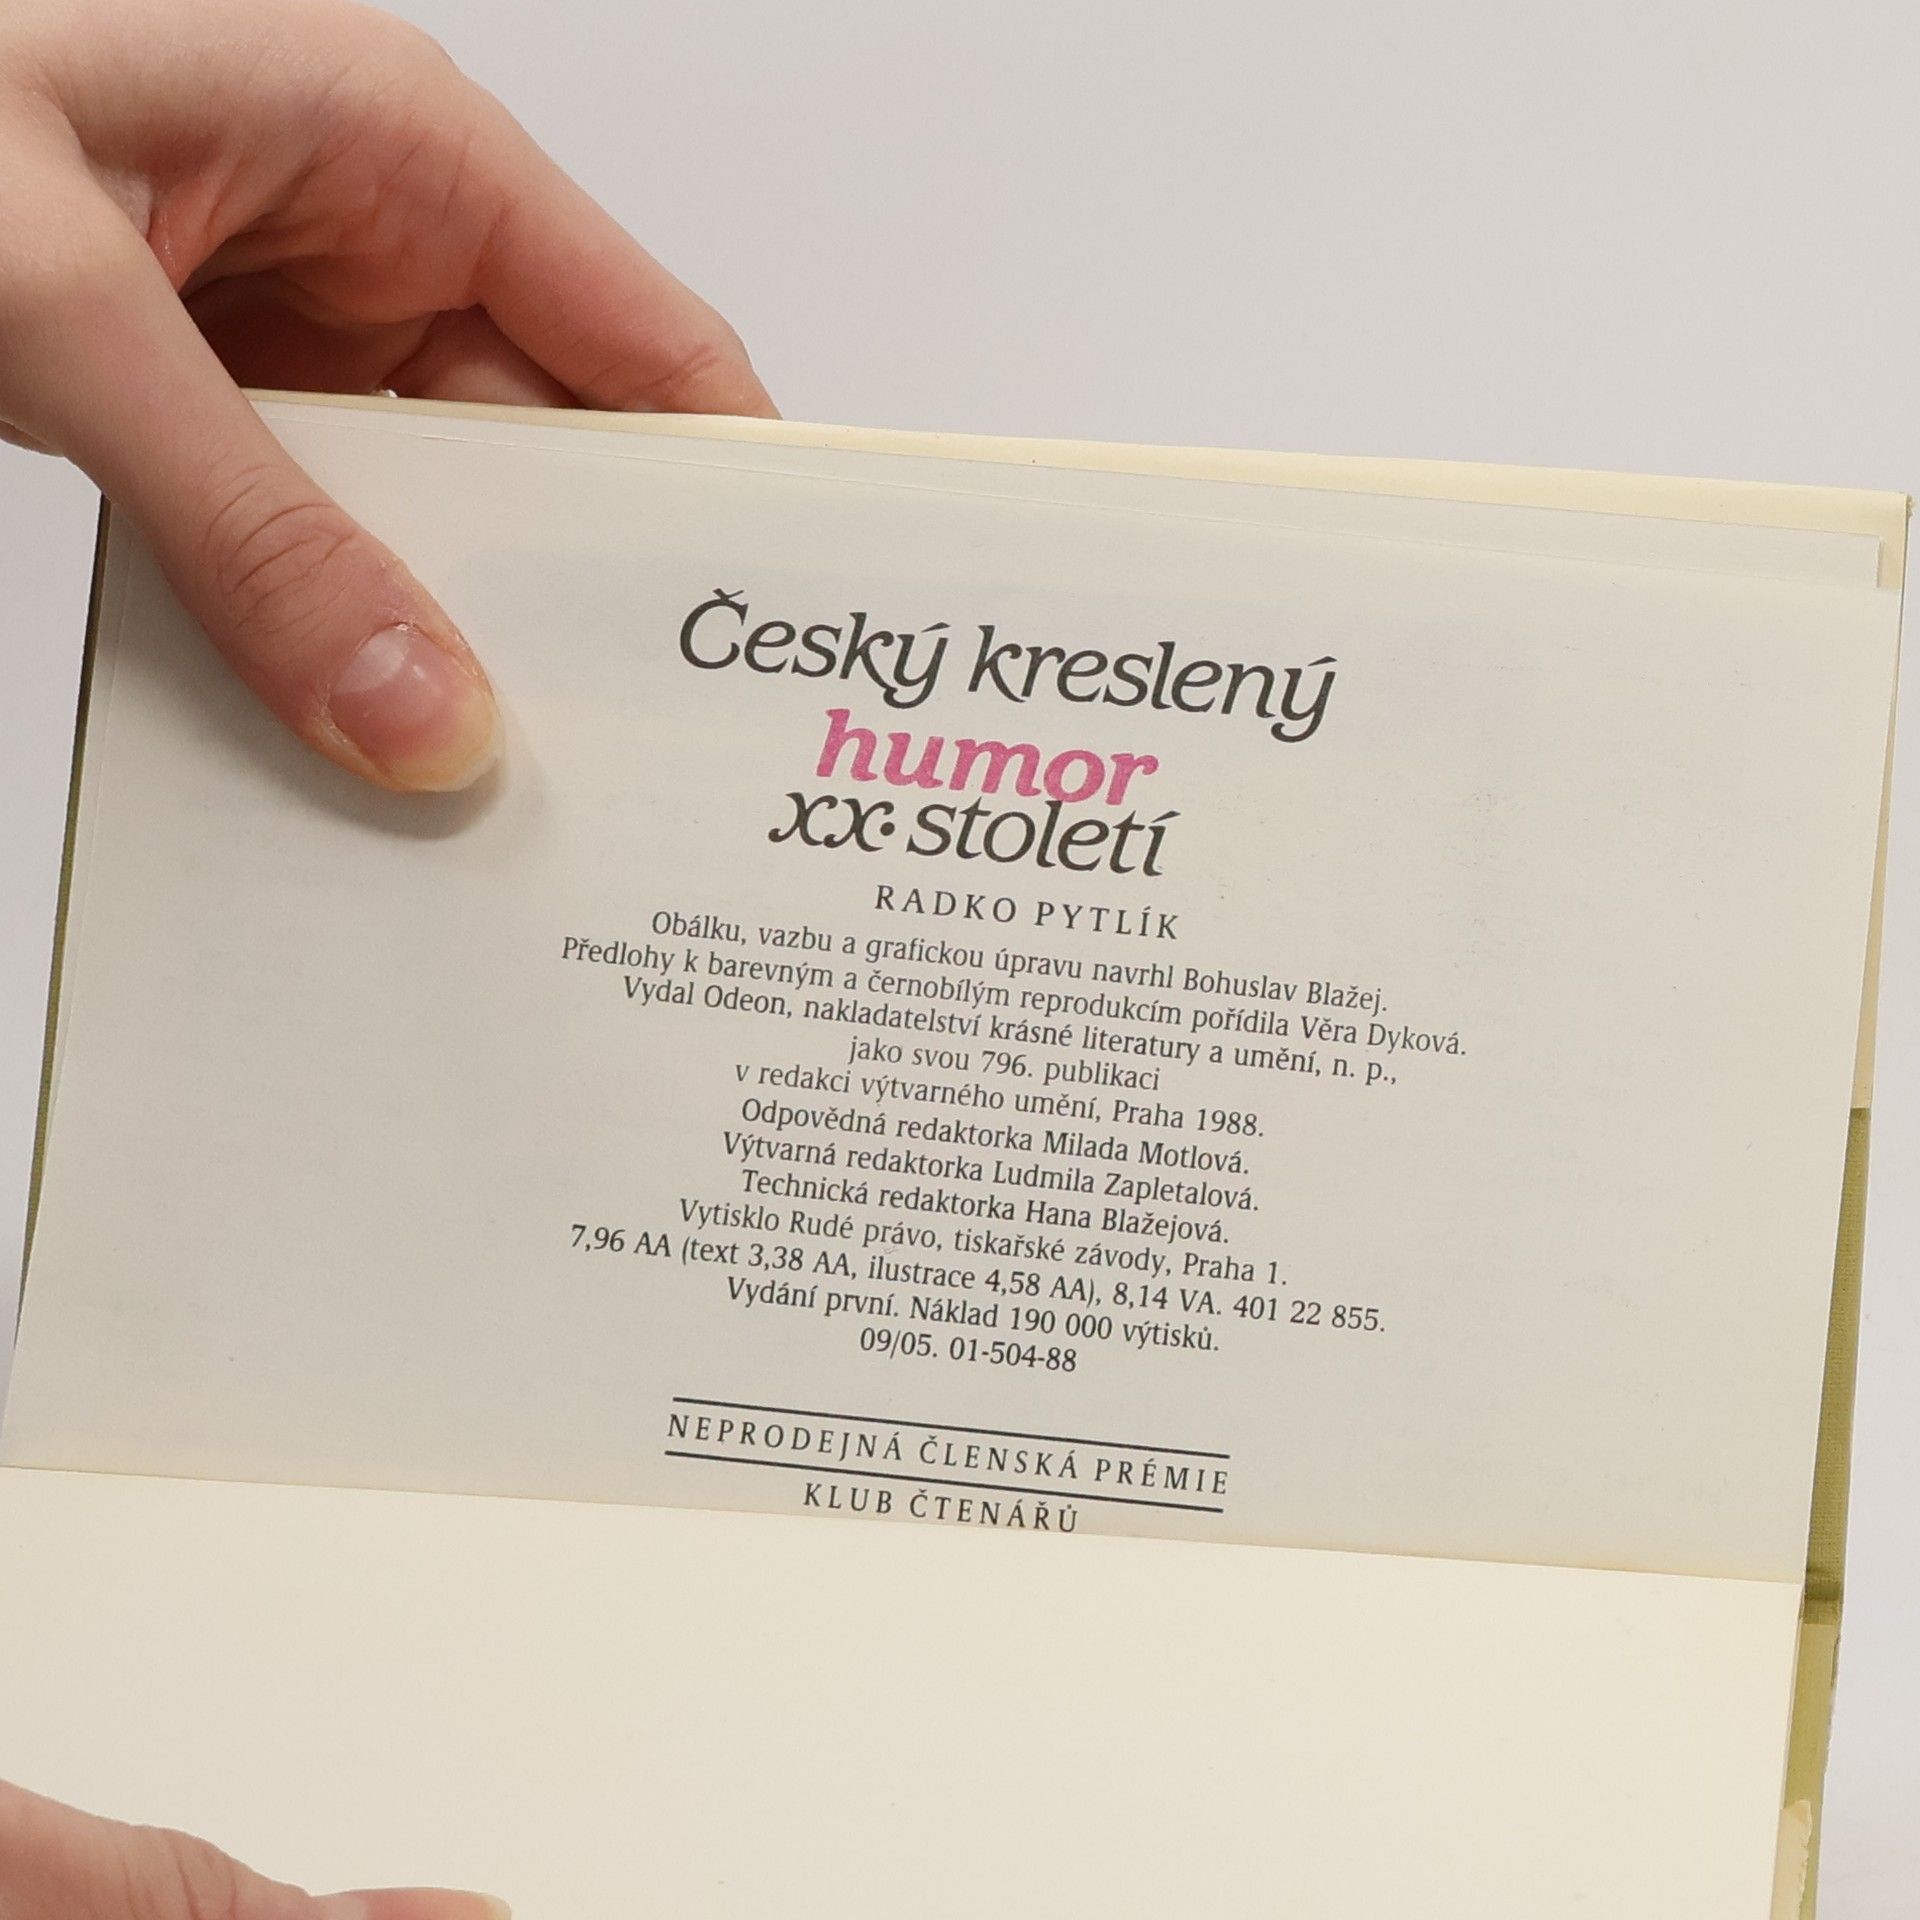 Český kreslený
humor
xx. století
RADKO PYTLÍK
Obálku, vazbu a grafickou úpravu navrhl Bohuslav Blažej.
Předlohy k barevným a černobílým reprodukcím pořídila Věra Dyková.
Vydal Odeon, nakladatelství krásné literatury a umění, n. p.,
jako svou 796. publikaci
v redakci výtvarného umění, Praha 1988.
Odpovědná redaktorka Milada Motlová.
Výtvarná redaktorka Ludmila Zapletalová.
Technická redaktorka Hana Blažejová.
Vytisklo Rudé právo, tiskařské závody, Praha 1.
7,96 AA (text 3,38 AA, ilustrace 4,58 AA), 8,14 VA. 401 22 855.
Vydání první. Náklad 190 000 výtisků.
09/05. 01-504-88
NEPRODEJNÁ ČLENSKÁ PRÉMIE
KLUB ČTENÁŘŮ